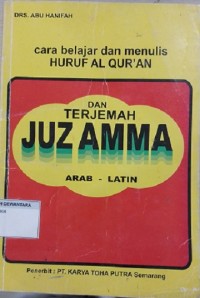 DRS. ABU HANIFAH
cara belajar dan menulis
HURUF AL QUR'AN
DAN
TERJEMAH
JUZ AMMA
ARAB - LATIN
Penerbit : PT. KARYA TOHA PUTRA Semarang